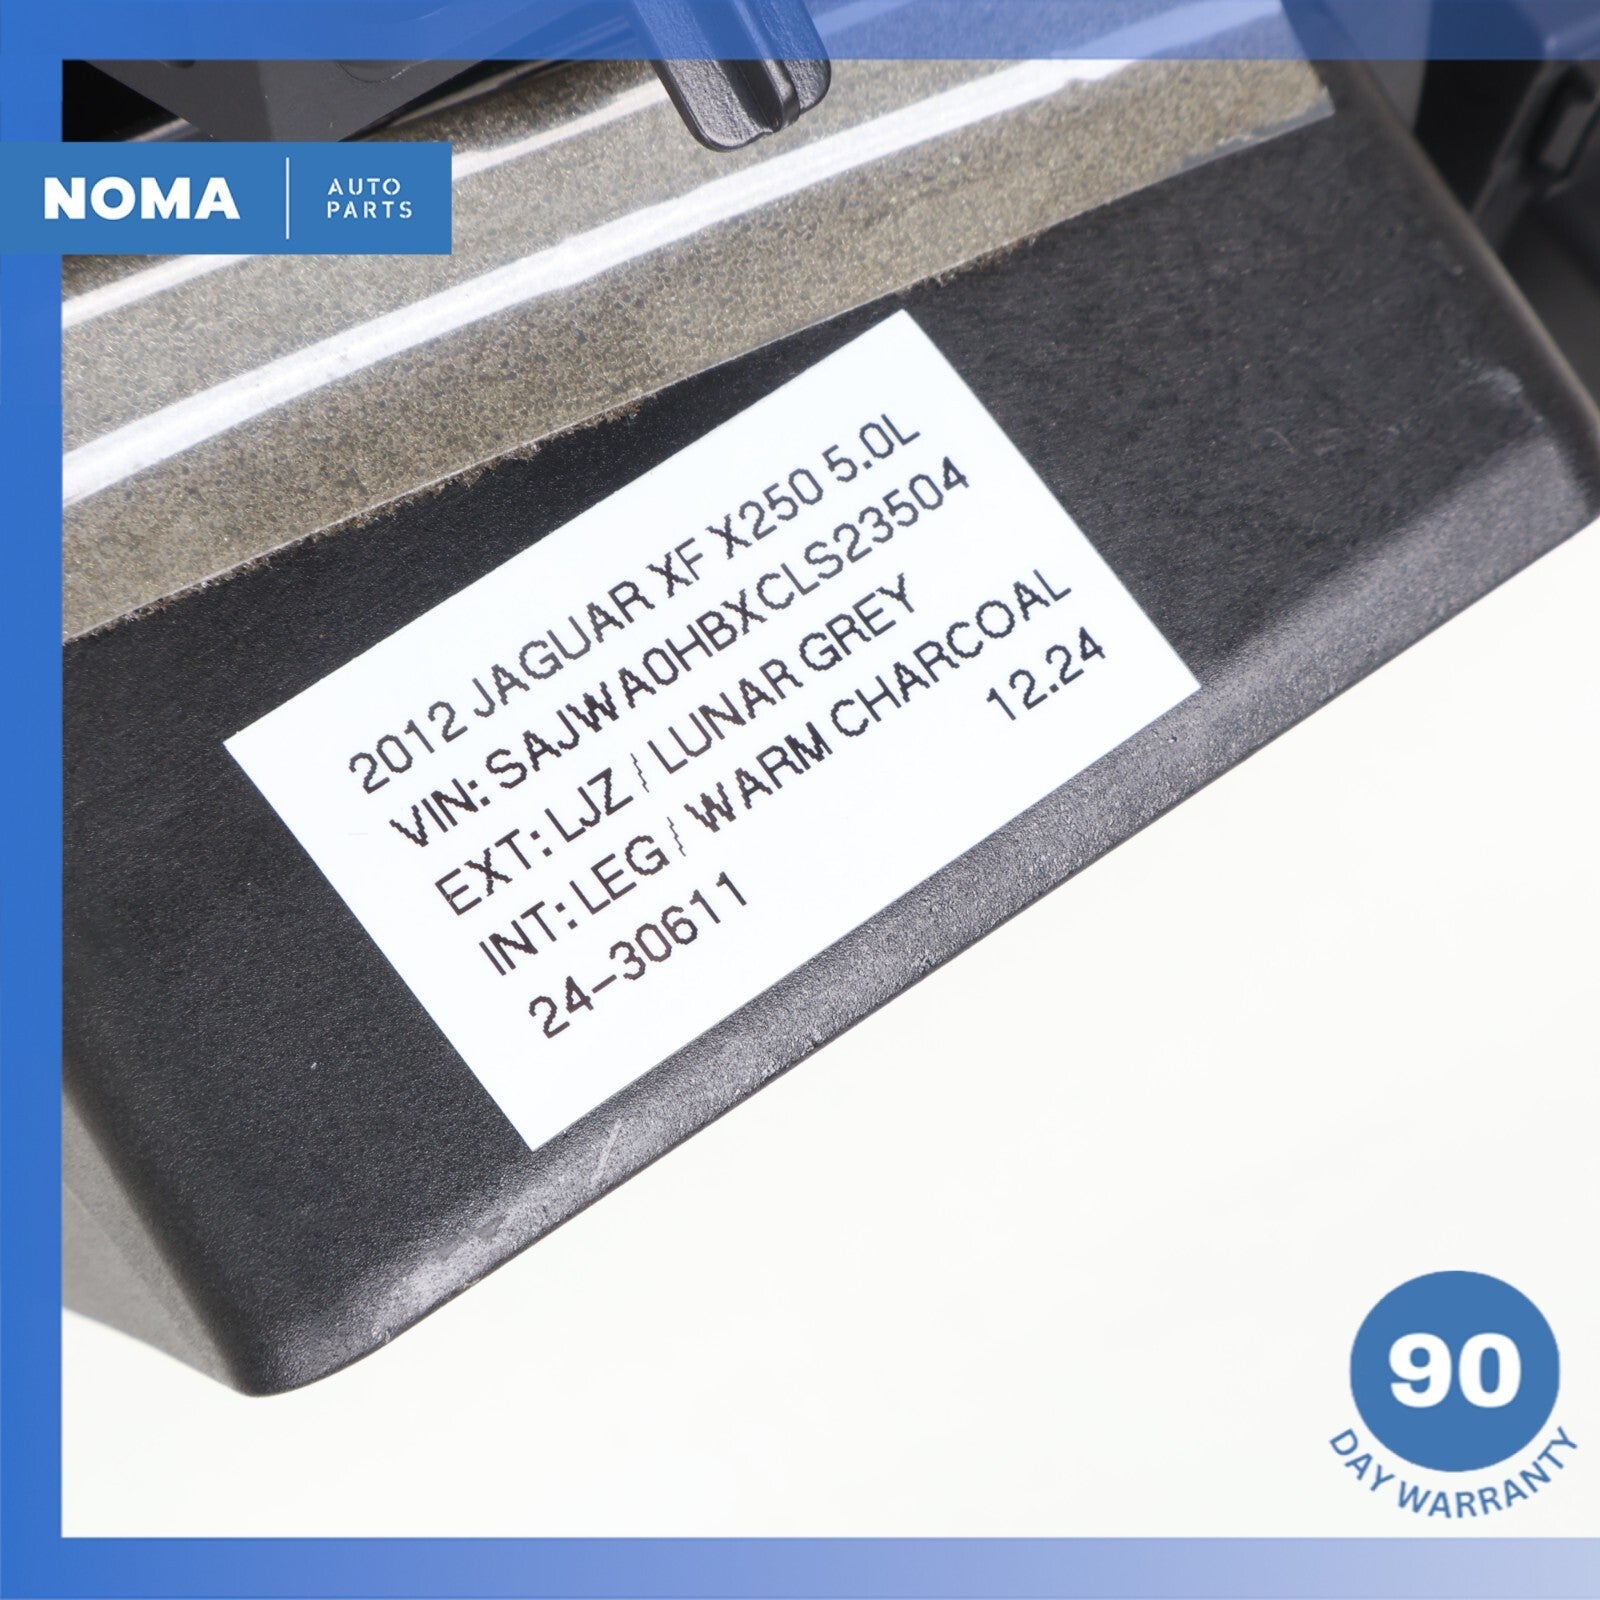 NOMA
AUTO
PARTS
2012 JAGUAR XF X250 5.0L
VIN: SAJWA0HBXCLS23504
EXT: LJZ / LUNAR GREY
INT: LEG / WARM CHARCOAL
24-30611 12.24
90
DAY WARRANTY